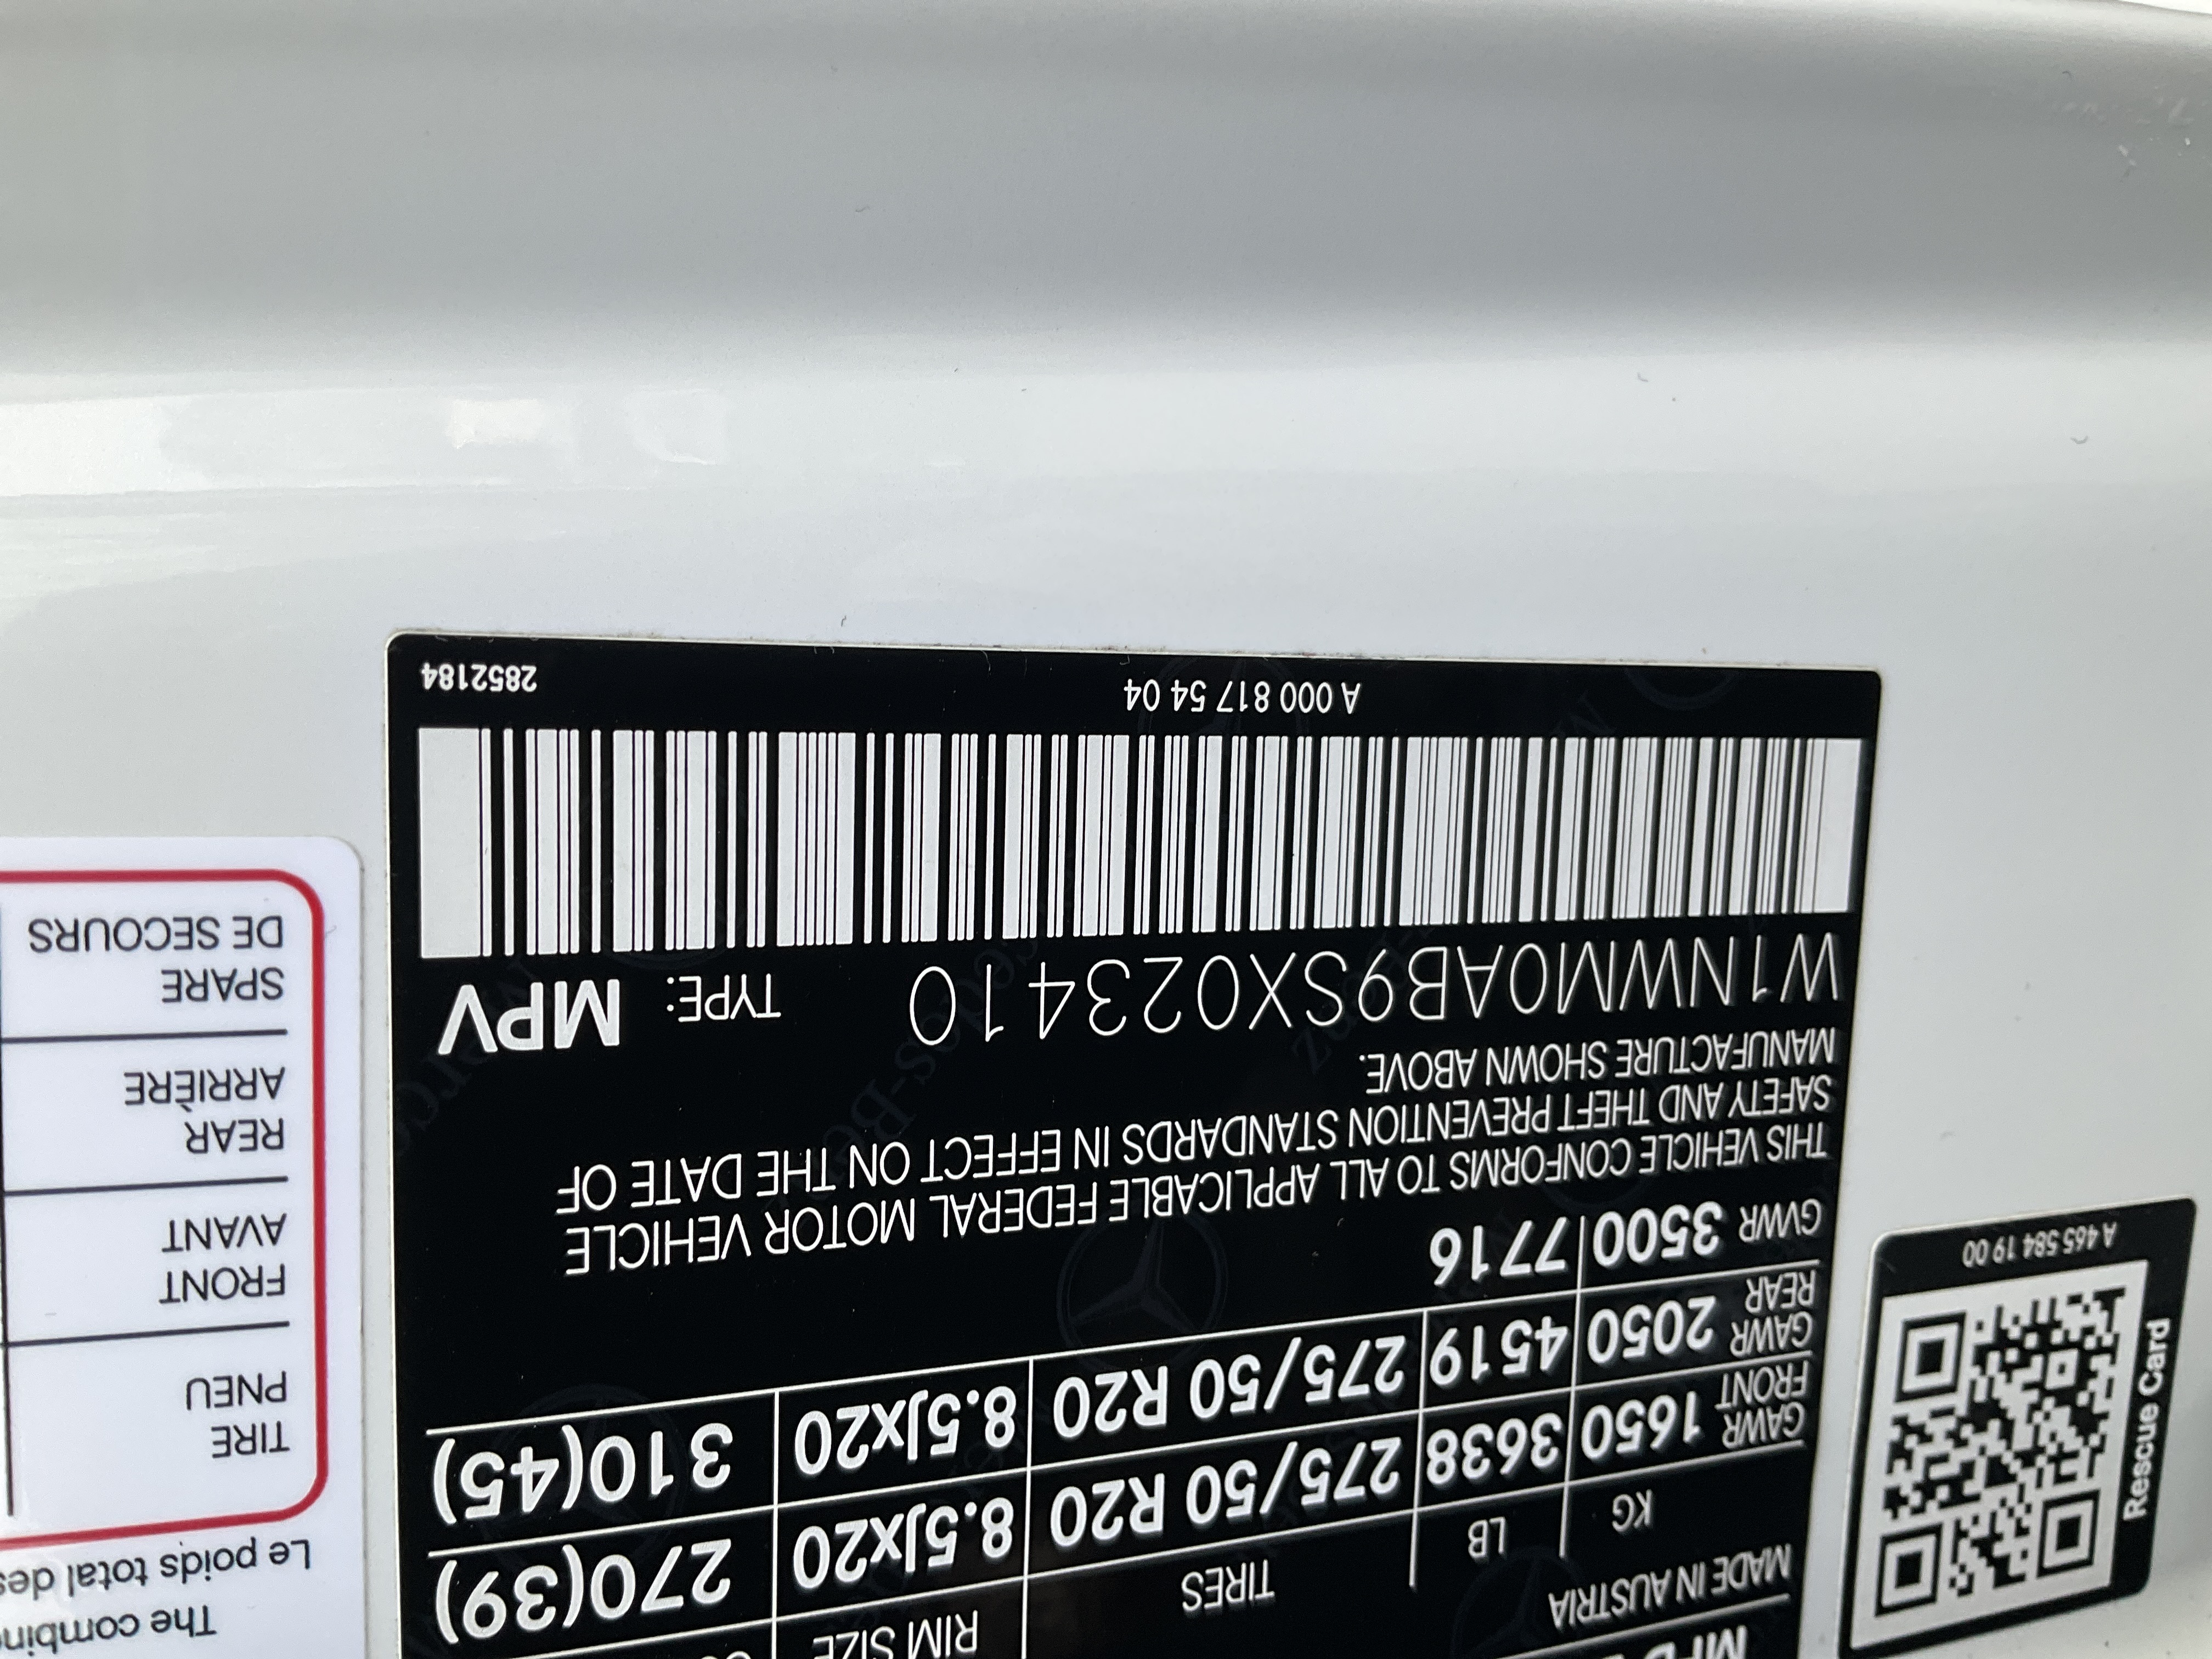 MADE IN AUSTRIA
KG LB TIRES RIM SIZE
GAWR FRONT 1650 3638 275/50 R20 8.5Jx20 270(39)
GAWR REAR 2050 4519 275/50 R20 8.5Jx20 310(45)
GVWR 3500 7716
THIS VEHICLE CONFORMS TO ALL APPLICABLE FEDERAL MOTOR VEHICLE
SAFETY AND THEFT PREVENTION STANDARDS IN EFFECT ON THE DATE OF
MANUFACTURE SHOWN ABOVE.
W1NWM0AB9SX023410 TYPE: MPV
A 000 817 54 04
2852184
Rescue Card
A 465 584 19 00
The
Le poids total des
TIRE
PNEU
FRONT
AVANT
REAR
ARRIÈRE
SPARE
DE SECOURS